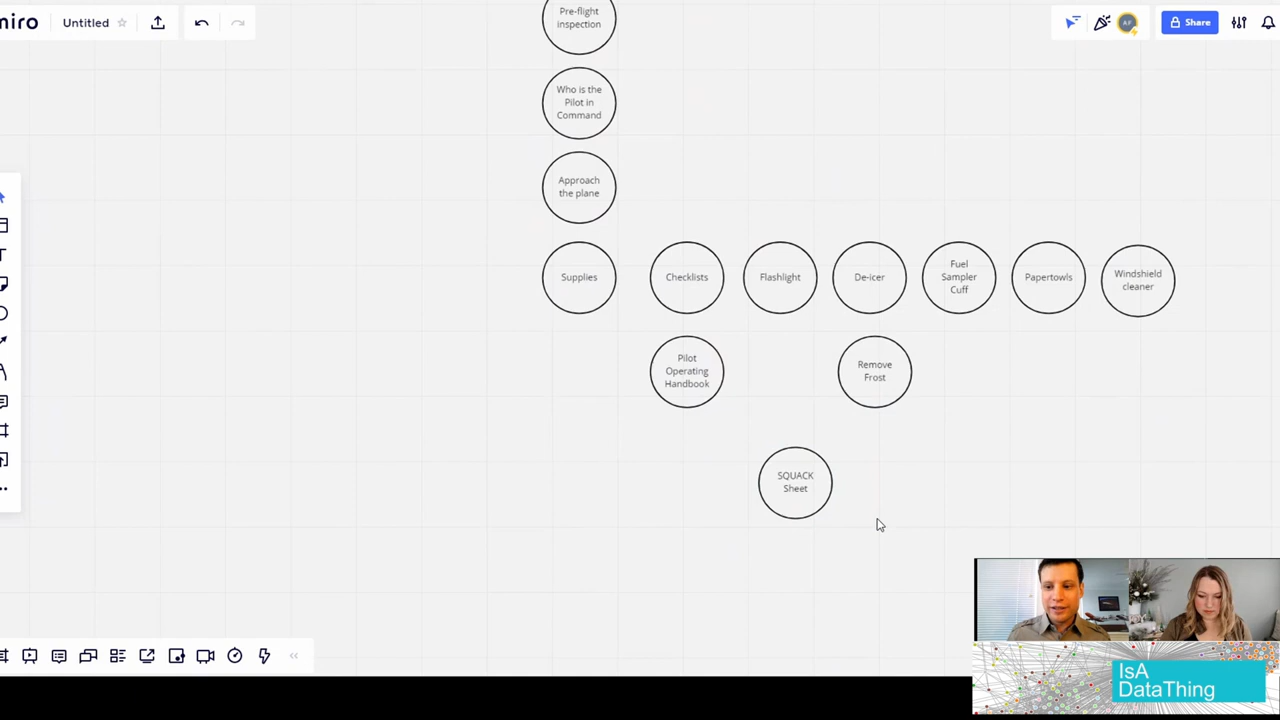 miro
Untitled
Share
AP
Pre-flight
inspection
Who is the
Pilot in
Command
Approach
the plane
Supplies
Checklists
Flashlight
De-icer
Fuel
Sampler
Cuff
Papertowls
Windshield
cleaner
Pilot
Operating
Handbook
Remove
Frost
SQUACK
Sheet
IsA
DataThing